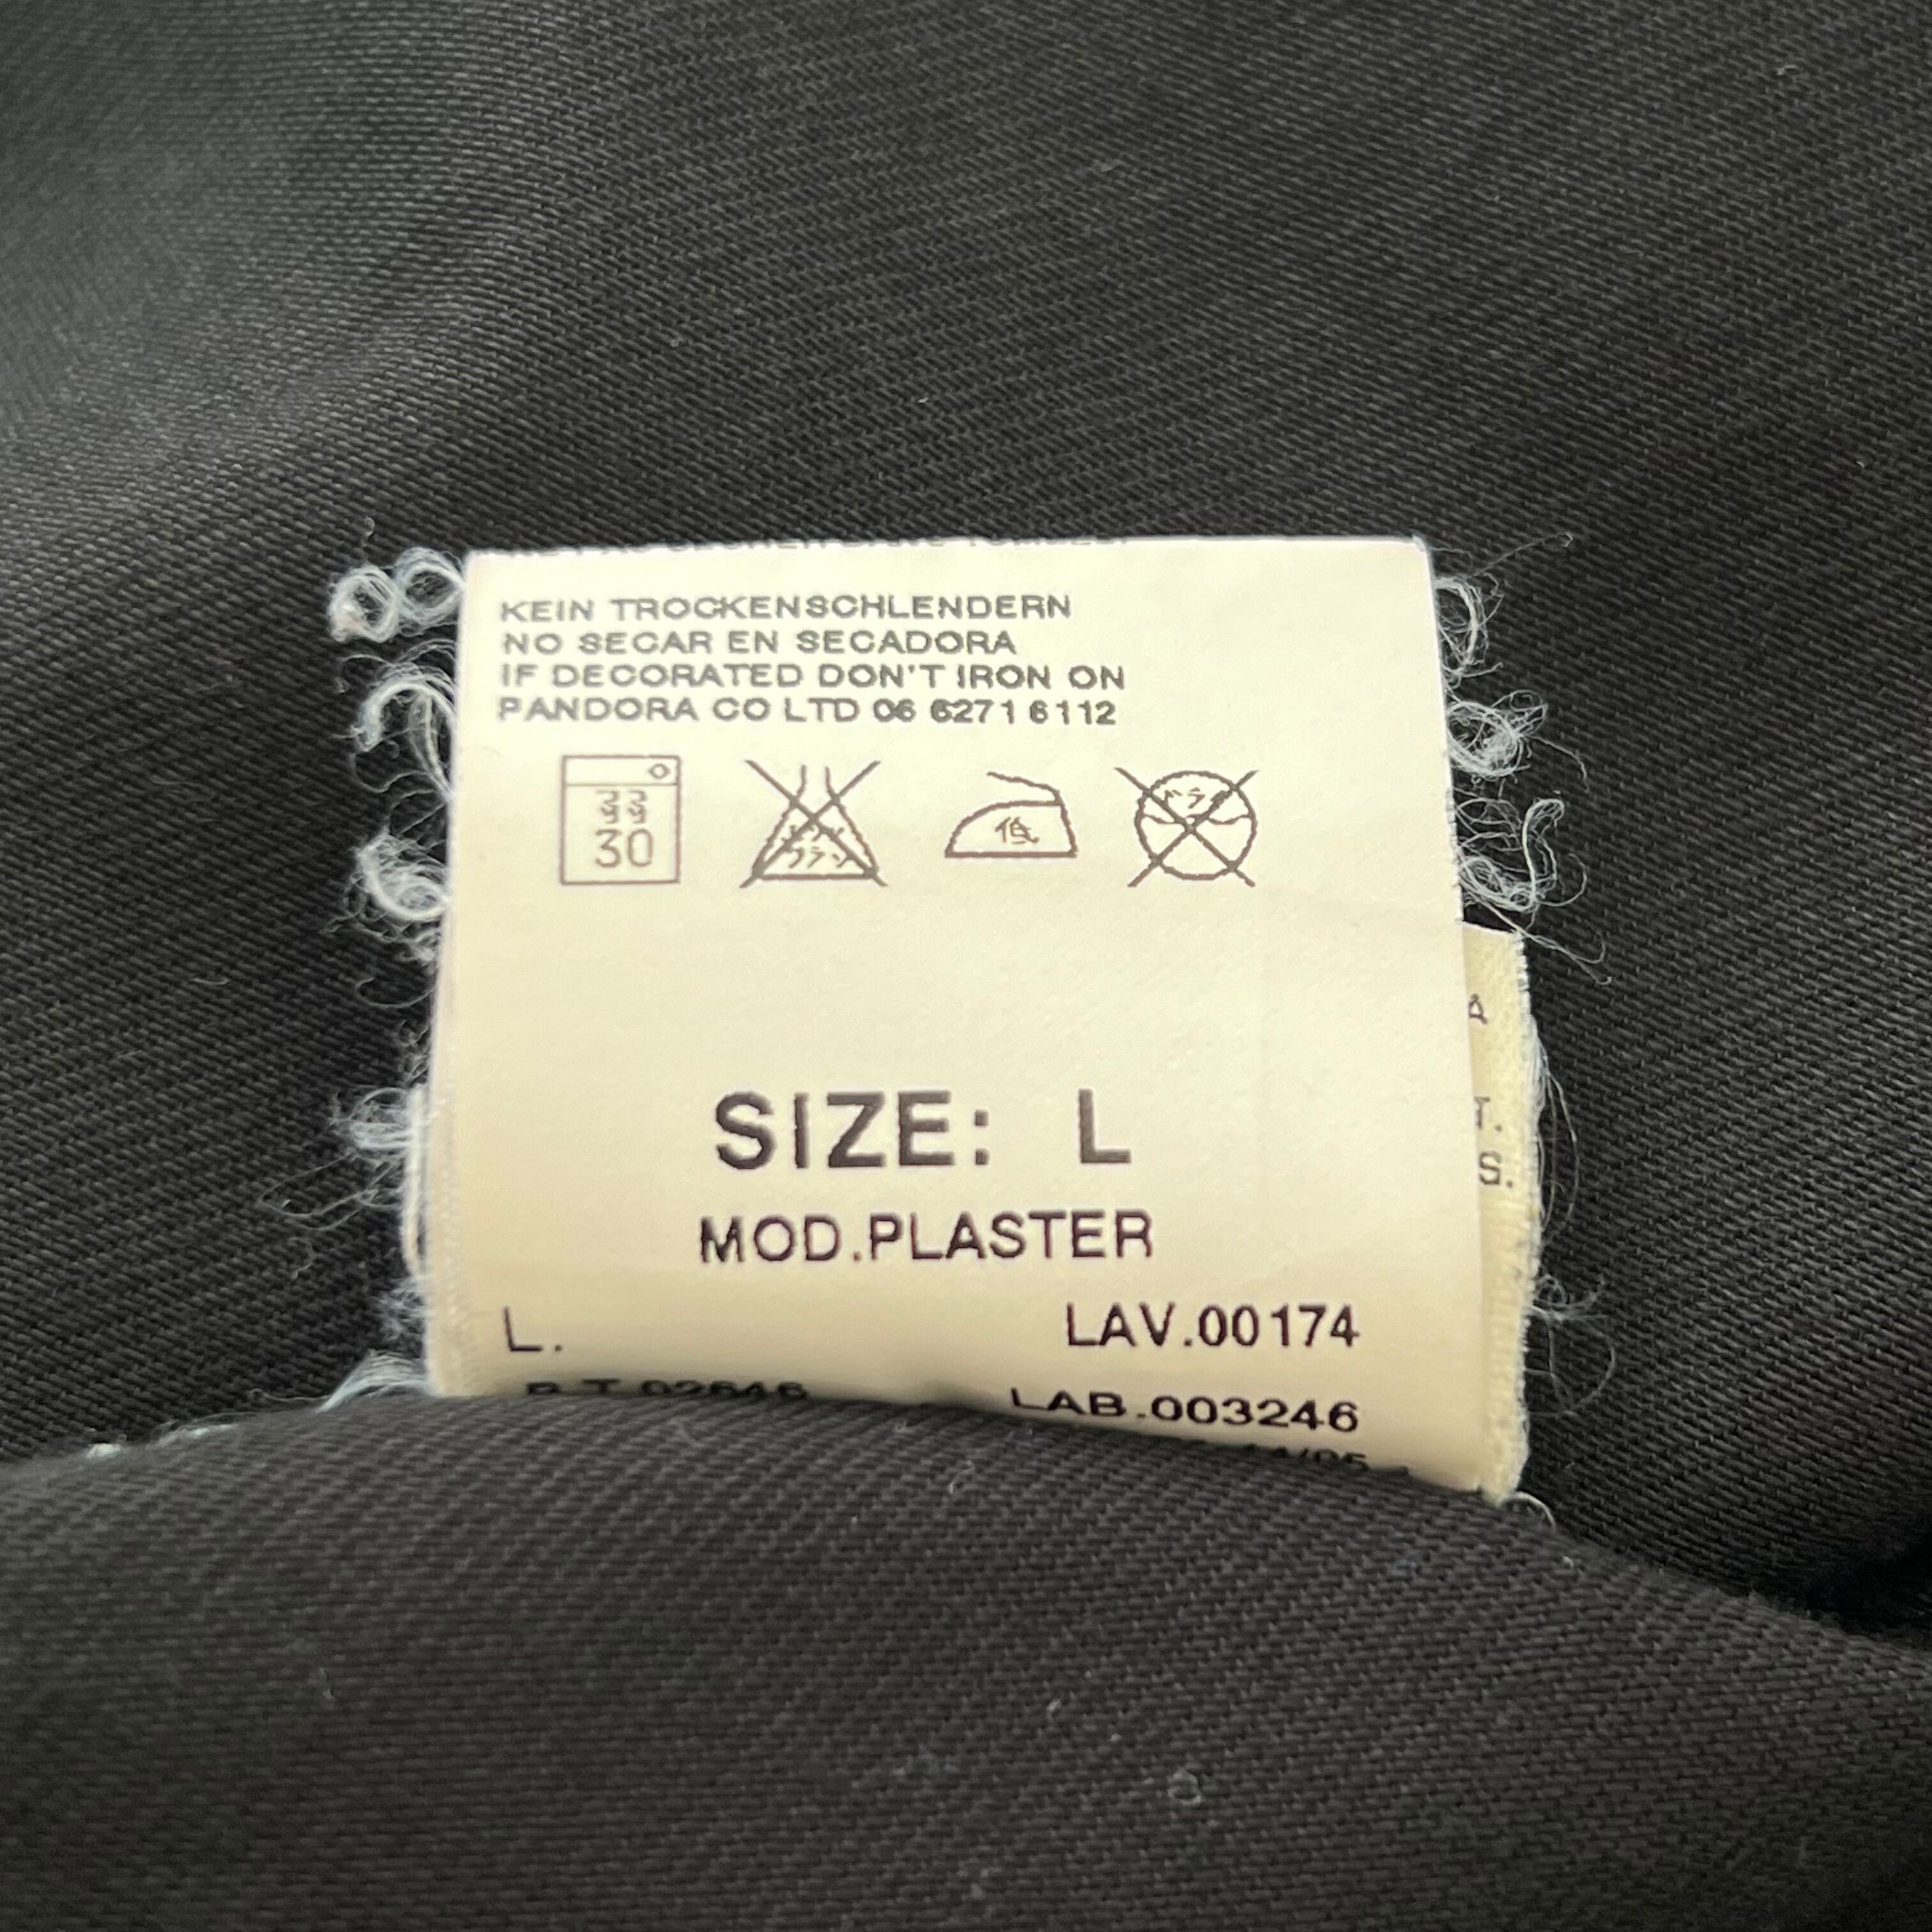 KEIN TROCKENSCHLENDERN
NO SECAR EN SECADORA
IF DECORATED DON'T IRON ON
PANDORA CO LTD 06 6271 6112
30
低
SIZE: L
MOD.PLASTER
L. LAV.00174
LAB.003246
A
T.
S.